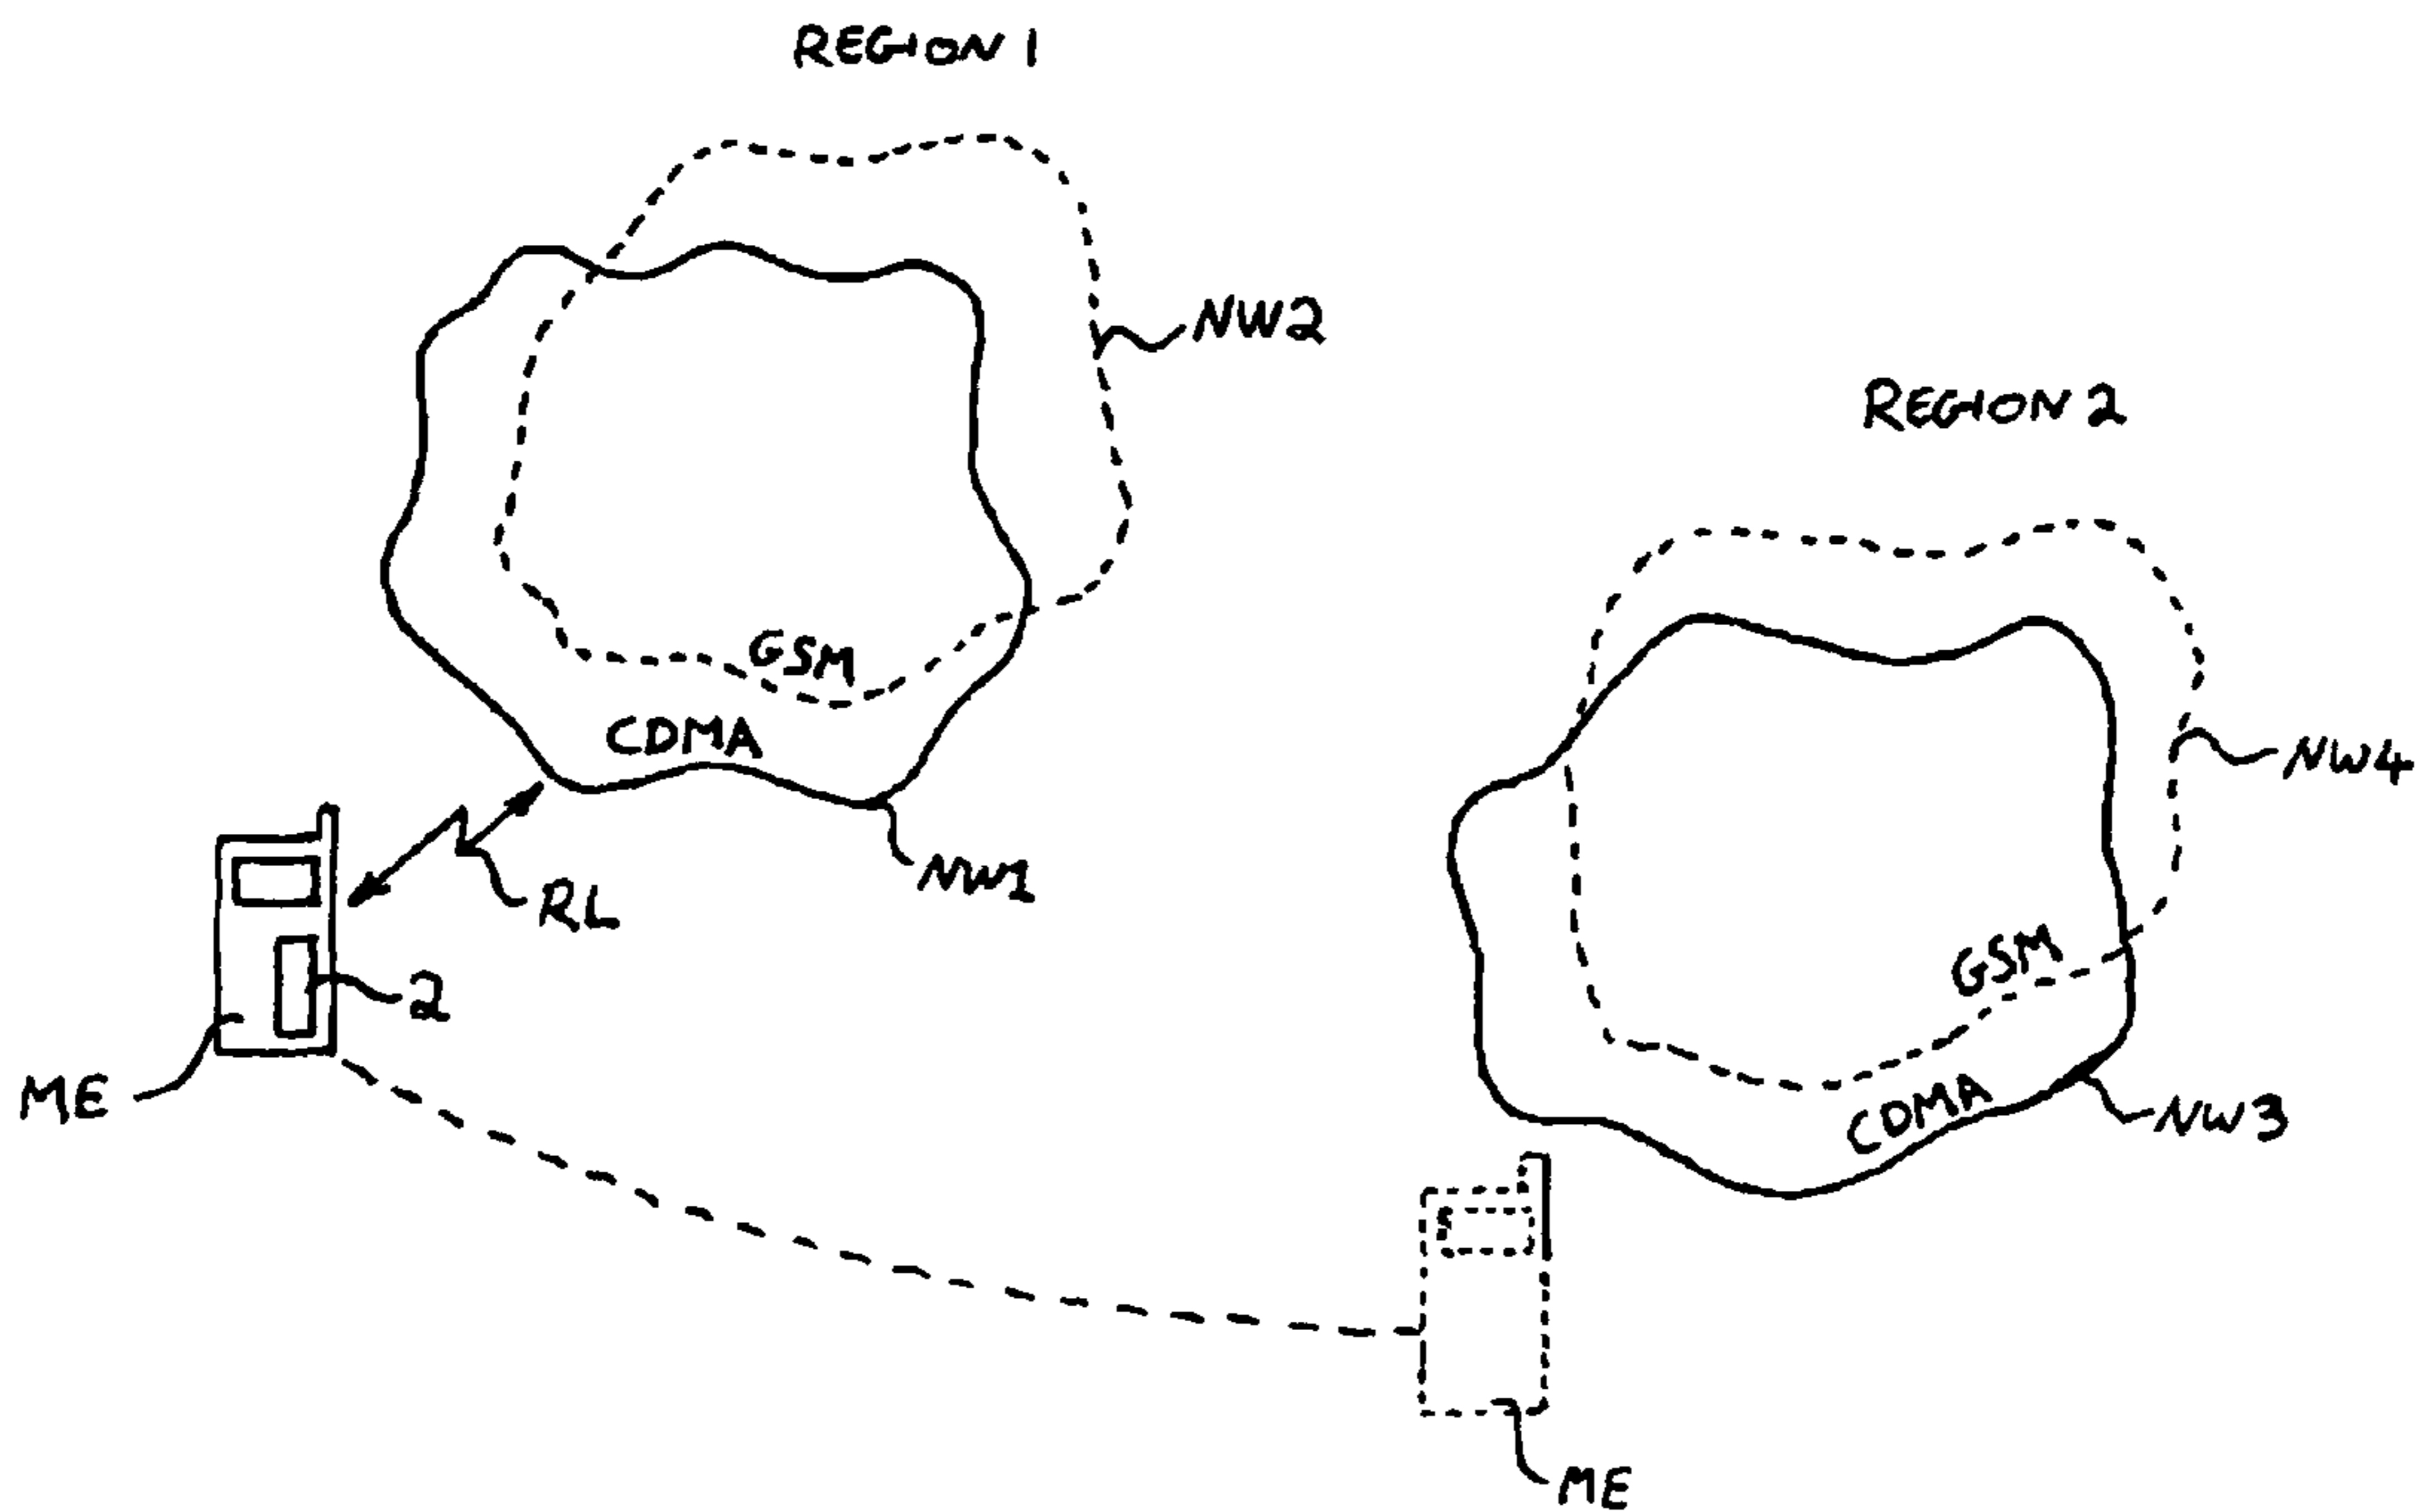 REGION 1
NW2
REGION 2
GSM
CDMA
NW4
NW1
RL
GSM
2
ME
CDMA
NW3
ME